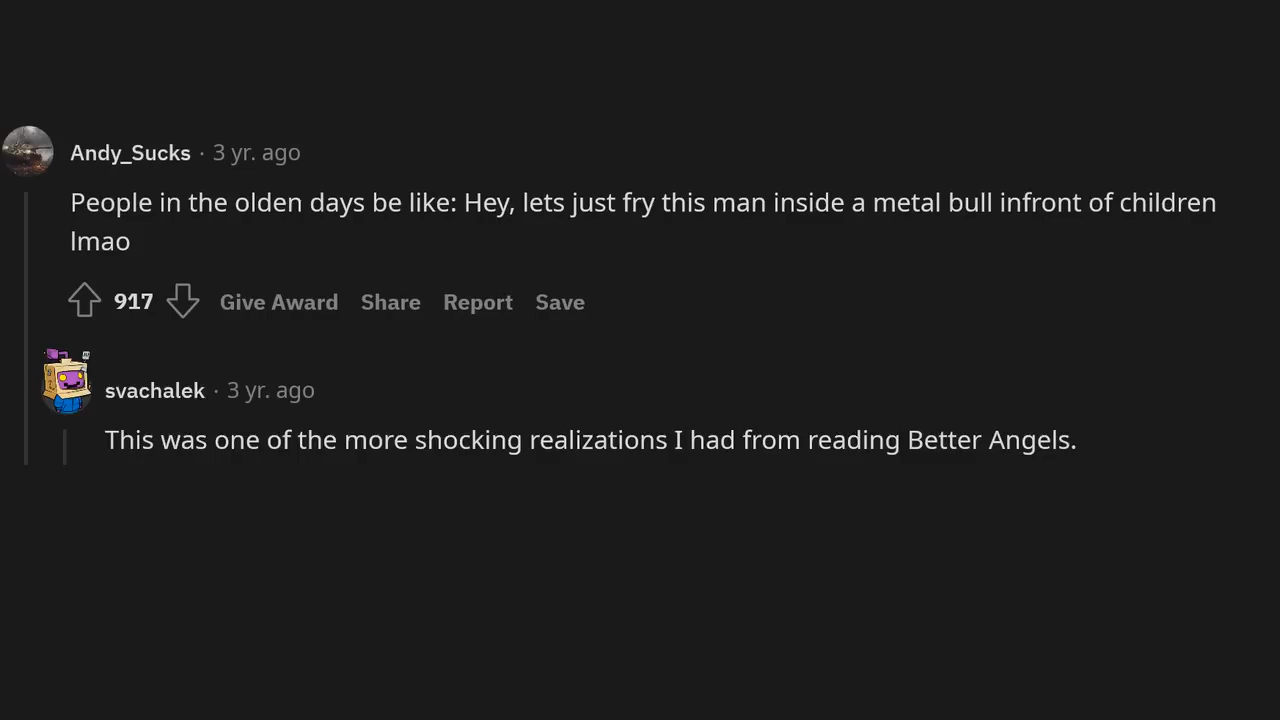 Andy_Sucks · 3 yr. ago
People in the olden days be like: Hey, lets just fry this man inside a metal bull infront of children
lmao
917 Give Award Share Report Save
svachalek · 3 yr. ago
This was one of the more shocking realizations I had from reading Better Angels.